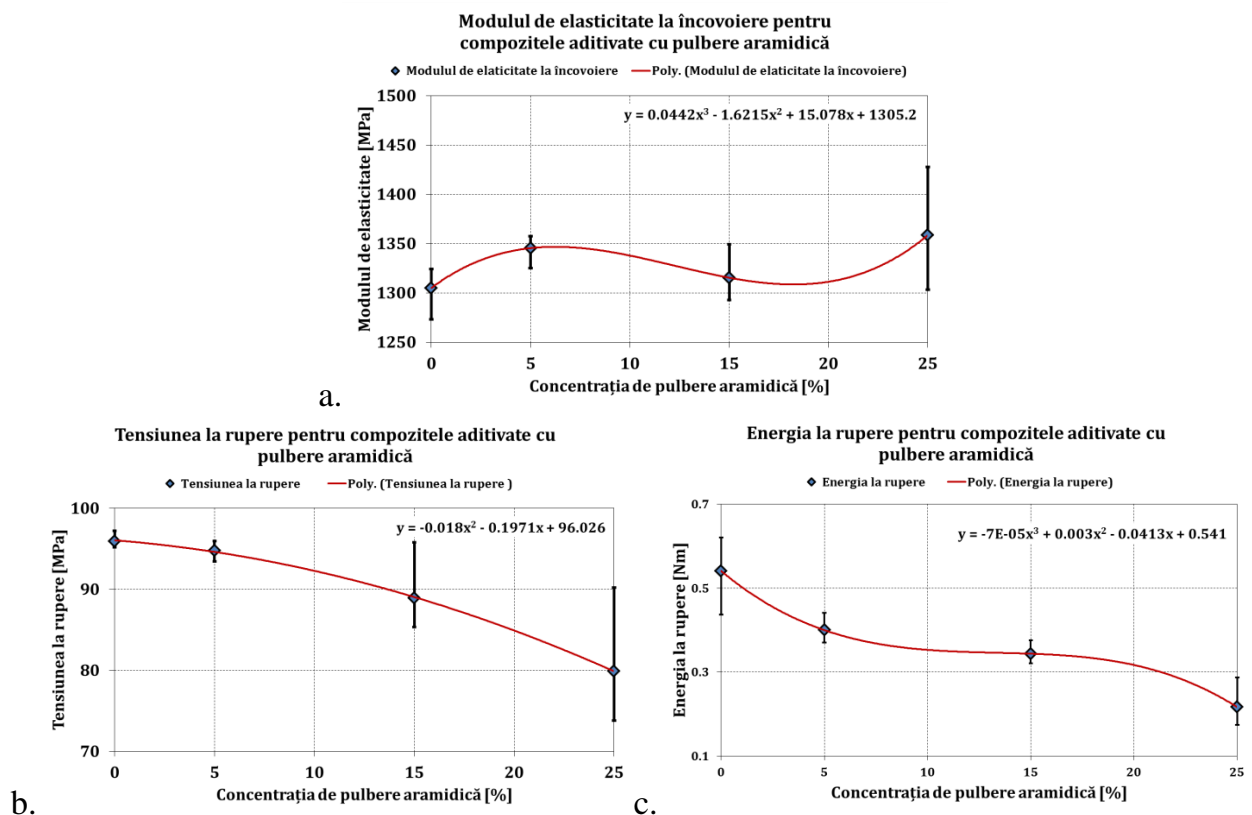 Modulul de elasticitate la încovoiere pentru
compozitele aditivate cu pulbere aramidică
Modulul de elaticitate la încovoiere
Poly. (Modulul de elaticitate la încovoiere)
y = 0.0442x³ - 1.6215x² + 15.078x + 1305.2
Modulul de elasticitate [MPa]
1500
1450
1400
1350
1300
1250
0 5 10 15 20 25
Concentrația de pulbere aramidică [%]
a.
Tensiunea la rupere pentru compozitele aditivate cu
pulbere aramidică
Tensiunea la rupere
Poly. (Tensiunea la rupere )
y = -0.018x² - 0.1971x + 96.026
Tensiunea la rupere [MPa]
100
90
80
70
0 5 10 15 20 25
Concentrația de pulbere aramidică [%]
b.
Energia la rupere pentru compozitele aditivate cu
pulbere aramidică
Energia la rupere
Poly. (Energia la rupere)
y = -7E-05x³ + 0.003x² - 0.0413x + 0.541
Energia la rupere [Nm]
0.7
0.5
0.3
0.1
0 5 10 15 20 25
Concentrația de pulbere aramidică [%]
c.